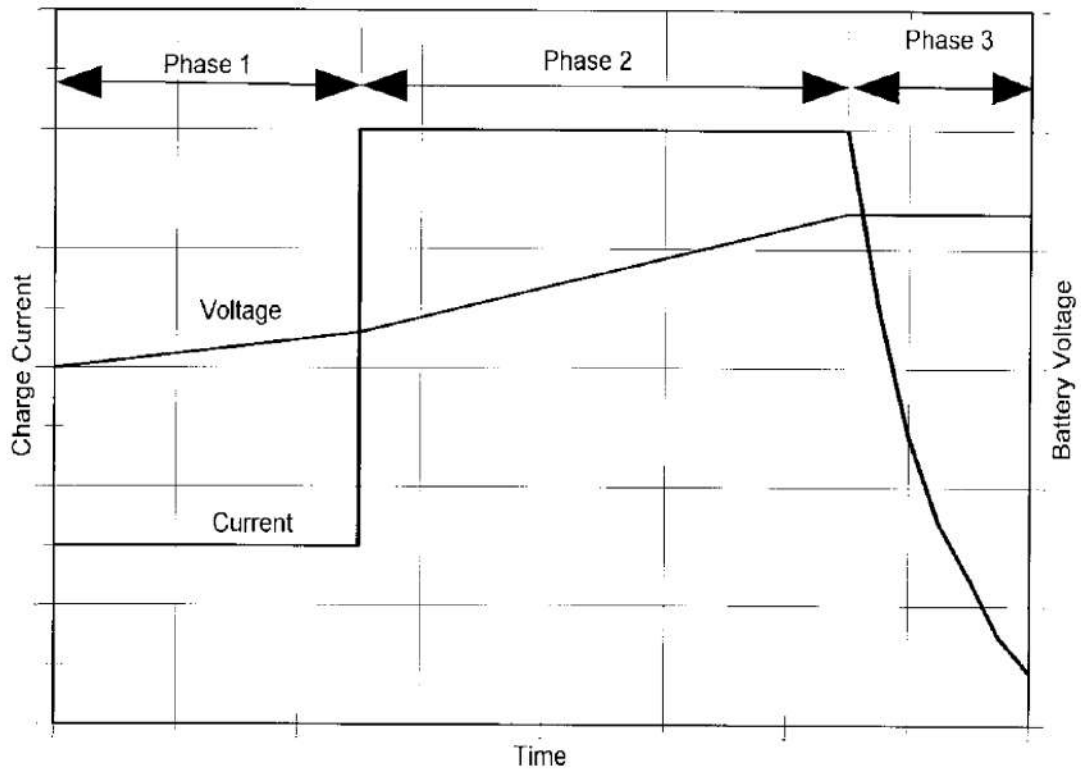 Phase 1
Phase 2
Phase 3
Voltage
Current
Charge Current
Battery Voltage
Time